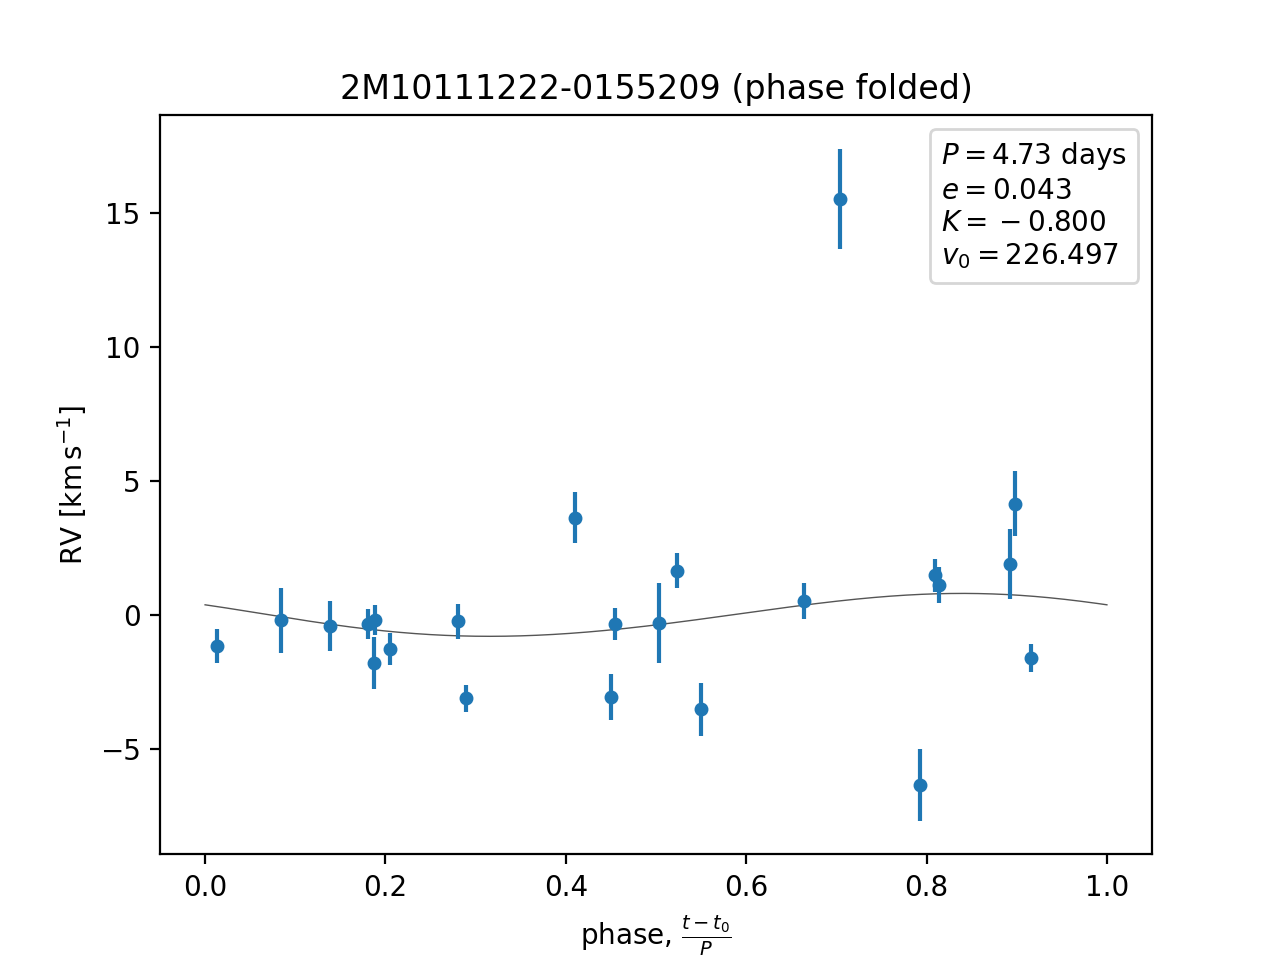 2M10111222-0155209 (phase folded)
P = 4.73 days
e = 0.043
K = −0.800
v₀ = 226.497
15
10
5
0
−5
RV [km s⁻¹]
0.0 0.2 0.4 0.6 0.8 1.0
phase, (t − t₀)/P